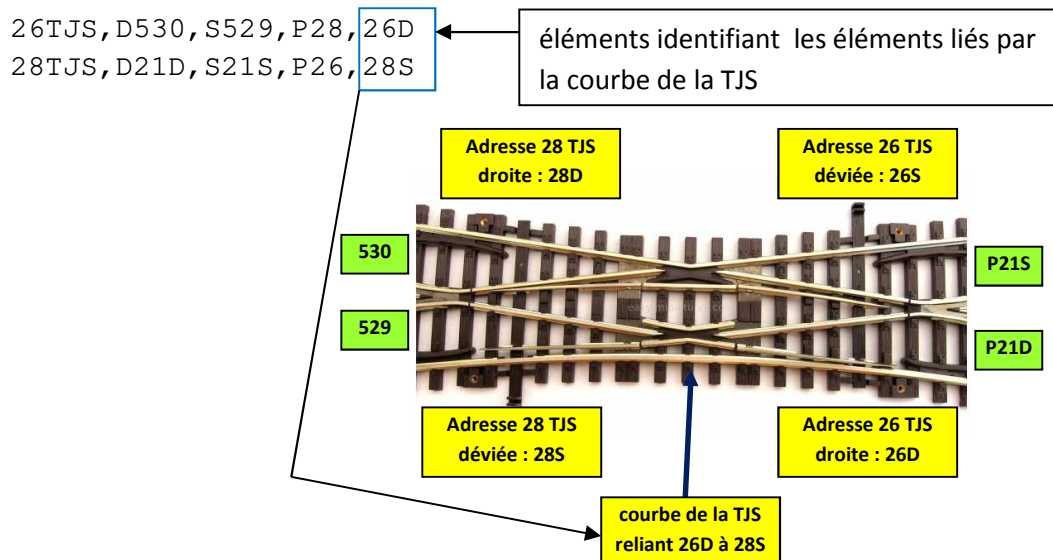 26TJS,D530,S529,P28,26D
28TJS,D21D,S21S,P26,28S
éléments identifiant les éléments liés par
la courbe de la TJS
Adresse 28 TJS
droite : 28D
Adresse 26 TJS
déviée : 26S
530
P21S
529
P21D
Adresse 28 TJS
déviée : 28S
Adresse 26 TJS
droite : 26D
courbe de la TJS
reliant 26D à 28S